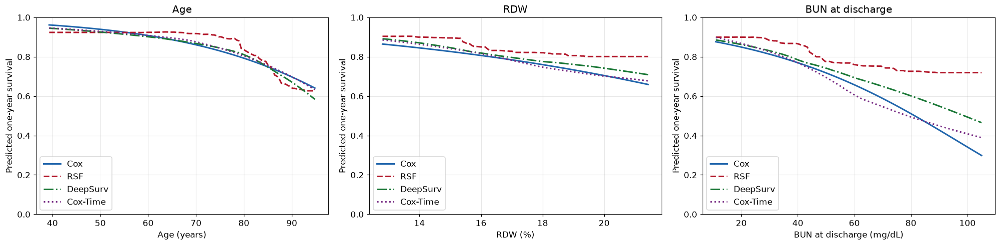 Age
Predicted one-year survival
1.0
0.8
0.6
0.4
0.2
0.0
Cox
RSF
DeepSurv
Cox-Time
40 50 60 70 80 90
Age (years)
RDW
Predicted one-year survival
1.0
0.8
0.6
0.4
0.2
0.0
Cox
RSF
DeepSurv
Cox-Time
14 16 18 20
RDW (%)
BUN at discharge
Predicted one-year survival
1.0
0.8
0.6
0.4
0.2
0.0
Cox
RSF
DeepSurv
Cox-Time
20 40 60 80 100
BUN at discharge (mg/dL)